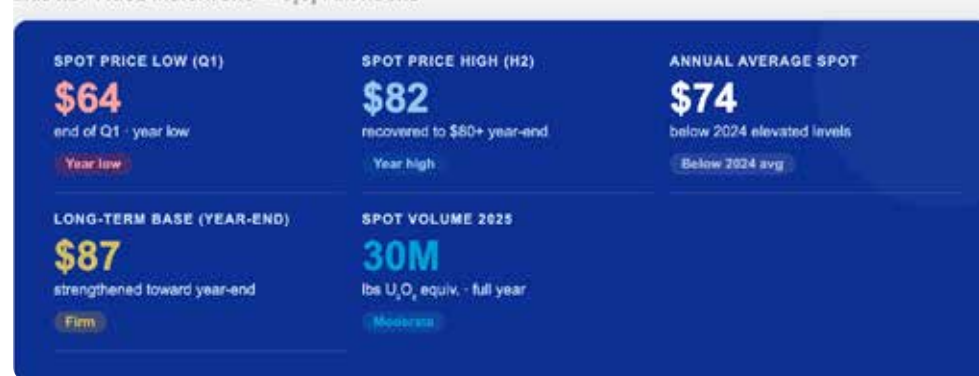 SPOT PRICE LOW (Q1)
$64
end of Q1 · year low
Year low
SPOT PRICE HIGH (H2)
$82
recovered to $80+ year-end
Year high
ANNUAL AVERAGE SPOT
$74
below 2024 elevated levels
Below 2024 avg
LONG-TERM BASE (YEAR-END)
$87
strengthened toward year-end
Firm
SPOT VOLUME 2025
30M
lbs U₃O₈ equiv. · full year
Moderate